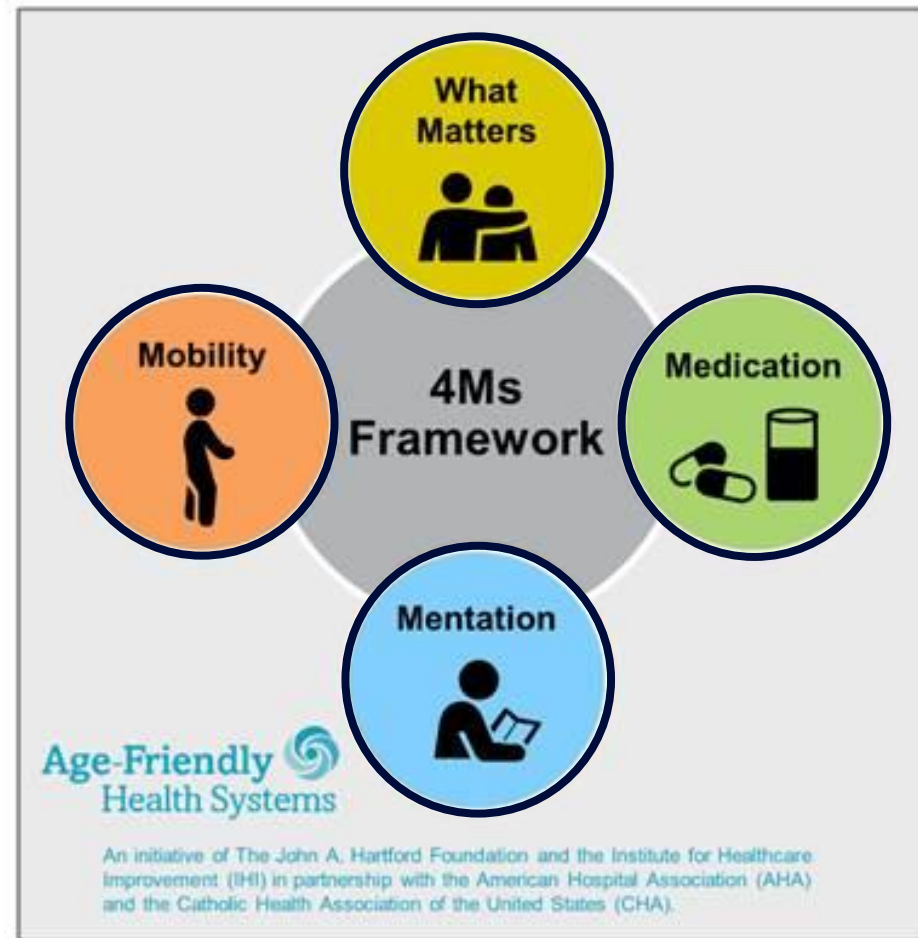 What
Matters
Mobility
4Ms
Framework
Medication
Mentation
Age-Friendly
Health Systems
An initiative of The John A. Hartford Foundation and the Institute for Healthcare
Improvement (IHI) in partnership with the American Hospital Association (AHA)
and the Catholic Health Association of the United States (CHA).